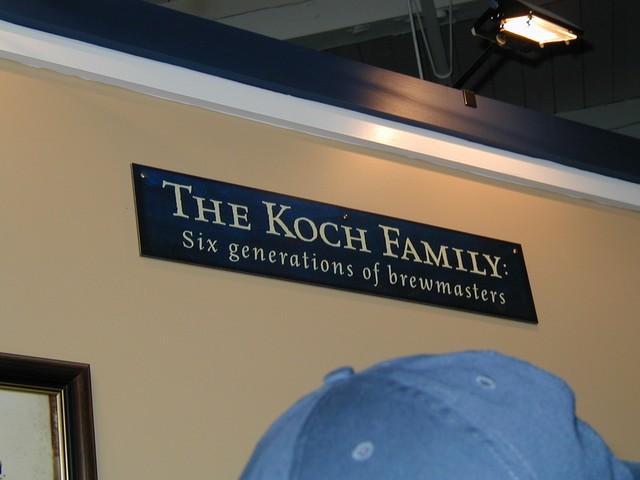 THE KOCH FAMILY:
Six generations of brewmasters